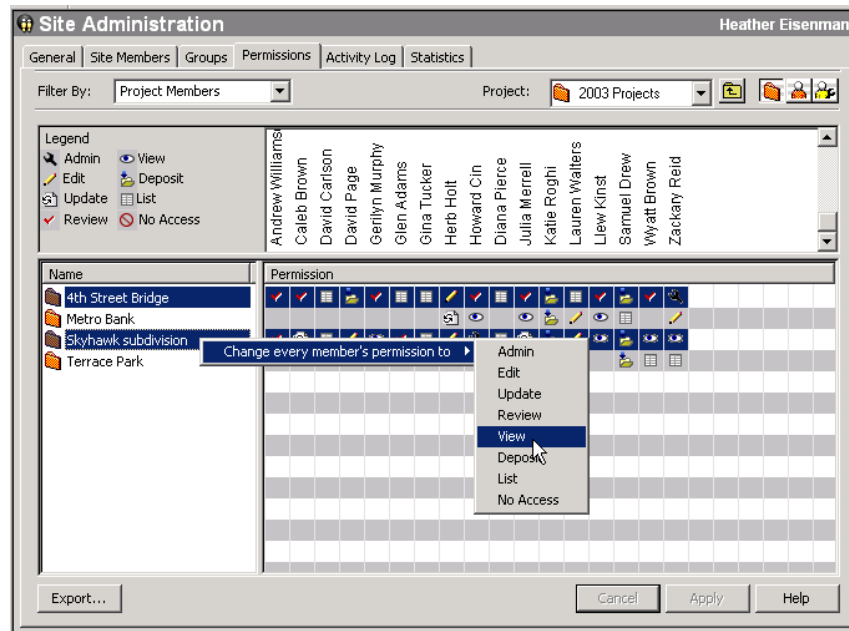 Site Administration Heather Eisenman
General Site Members Groups Permissions Activity Log Statistics
Filter By: Project Members Project: 2003 Projects
Legend
Admin View
Edit Deposit
Update List
Review No Access
Andrew Williams
Caleb Brown
David Carlson
David Page
Gerilyn Murphy
Glen Adams
Gina Tucker
Herb Holt
Howard Cin
Diana Pierce
Julia Merrell
Katie Roghi
Lauren Walters
Llew Kinst
Samuel Drew
Wyatt Brown
Zackary Reid
Name Permission
4th Street Bridge
Metro Bank
Skyhawk subdivision
Terrace Park
Change every member's permission to
Admin
Edit
Update
Review
View
Deposit
List
No Access
Export... Cancel Apply Help